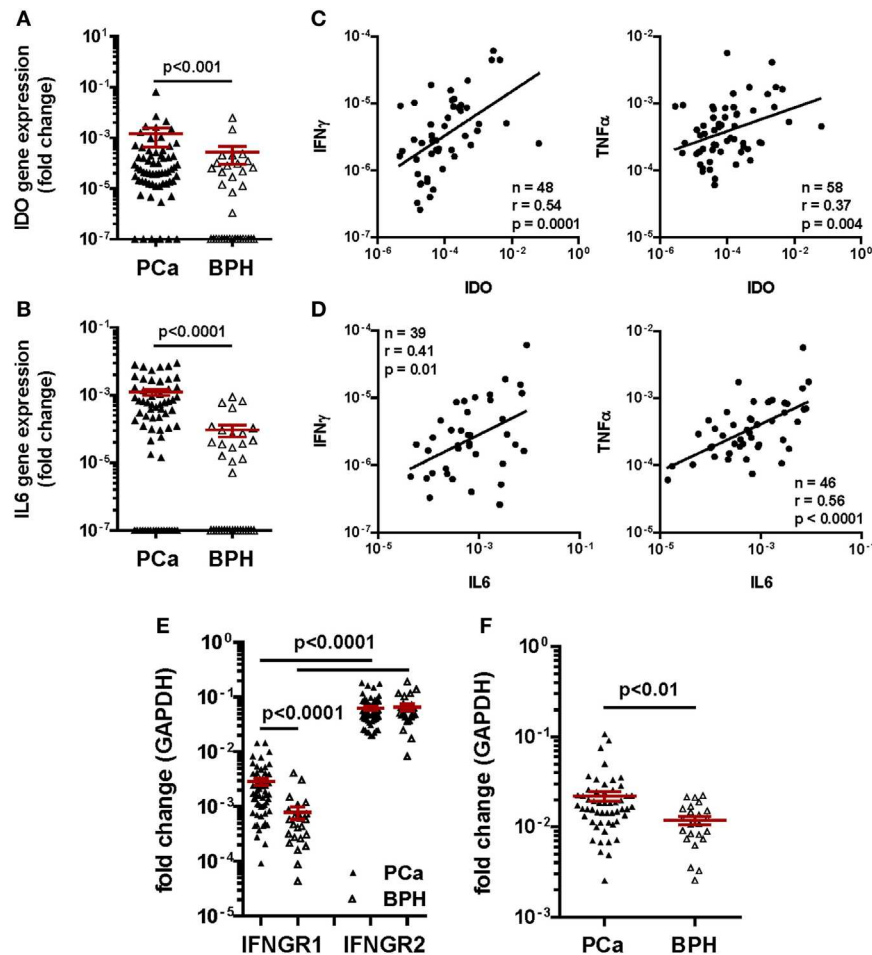 A
IDO gene expression
(fold change)
10¹
10⁻¹
10⁻³
10⁻⁵
10⁻⁷
p<0.001
PCa BPH
C
IFNγ
10⁻⁴
10⁻⁵
10⁻⁶
10⁻⁷
n = 48
r = 0.54
p = 0.0001
10⁻⁶ 10⁻⁴ 10⁻² 10⁰
IDO
TNFα
10⁻²
10⁻³
10⁻⁴
10⁻⁵
n = 58
r = 0.37
p = 0.004
10⁻⁶ 10⁻⁴ 10⁻² 10⁰
IDO
B
IL6 gene expression
(fold change)
10⁻¹
10⁻³
10⁻⁵
10⁻⁷
p<0.0001
PCa BPH
D
IFNγ
10⁻⁴
10⁻⁵
10⁻⁶
10⁻⁷
n = 39
r = 0.41
p = 0.01
10⁻⁵ 10⁻³ 10⁻¹
IL6
TNFα
10⁻²
10⁻³
10⁻⁴
10⁻⁵
n = 46
r = 0.56
p < 0.0001
10⁻⁵ 10⁻³ 10⁻¹
IL6
E
fold change (GAPDH)
10⁰
10⁻¹
10⁻²
10⁻³
10⁻⁴
10⁻⁵
p<0.0001
p<0.0001
PCa
BPH
IFNGR1 IFNGR2
F
fold change (GAPDH)
10⁰
10⁻¹
10⁻²
10⁻³
p<0.01
PCa BPH